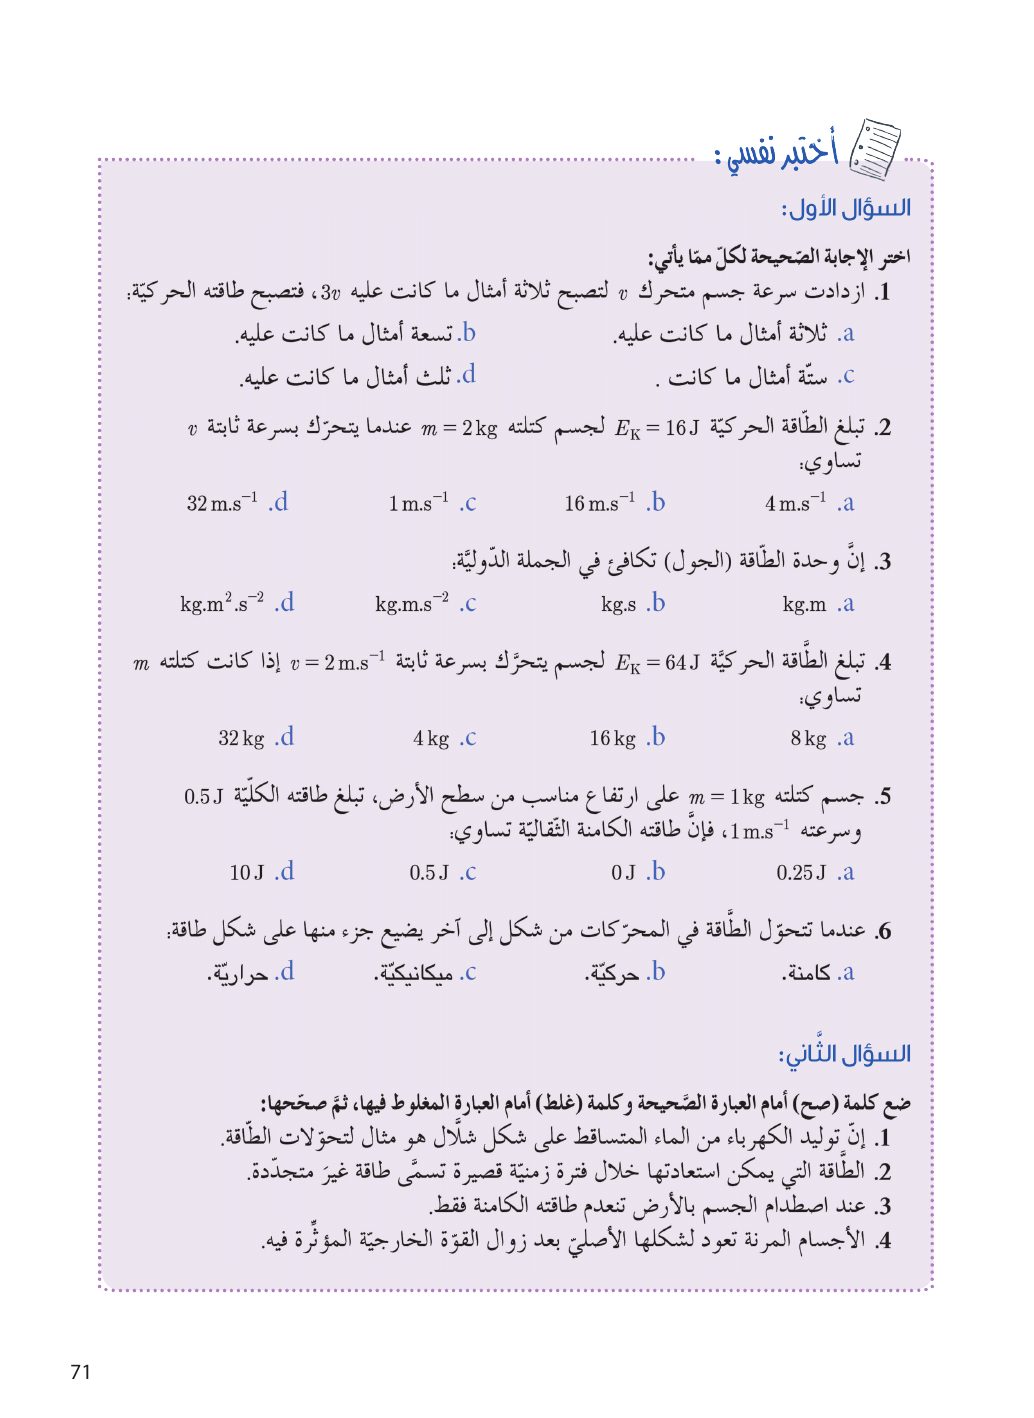 أختبر نفسي:
السؤال الأول:
اختر الإجابة الصّحيحة لكلّ ممّا يأتي:
1. ازدادت سرعة جسم متحرك v لتصبح ثلاثة أمثال ما كانت عليه 3v، فتصبح طاقته الحركيّة:
a. ثلاثة أمثال ما كانت عليه. b. تسعة أمثال ما كانت عليه.
c. ستّة أمثال ما كانت . d. ثلث أمثال ما كانت عليه.
2. تبلغ الطّاقة الحركيّة E_K = 16 J لجسم كتلته m = 2 kg عندما يتحرّك بسرعة ثابتة v
تساوي:
a. 4 m.s⁻¹ b. 16 m.s⁻¹ c. 1 m.s⁻¹ d. 32 m.s⁻¹
3. إنَّ وحدة الطّاقة (الجول) تكافئ في الجملة الدّوليَّة:
a. kg.m b. kg.s c. kg.m.s⁻² d. kg.m².s⁻²
4. تبلغ الطَّاقة الحركيَّة E_K = 64 J لجسم يتحرَّك بسرعة ثابتة v = 2 m.s⁻¹ إذا كانت كتلته m
تساوي:
a. 8 kg b. 16 kg c. 4 kg d. 32 kg
5. جسم كتلته m = 1 kg على ارتفاع مناسب من سطح الأرض، تبلغ طاقته الكلّيّة 0.5 J
وسرعته 1 m.s⁻¹، فإنَّ طاقته الكامنة الثّقاليّة تساوي:
a. 0.25 J b. 0 J c. 0.5 J d. 10 J
6. عندما تتحوّل الطَّاقة في المحرّكات من شكل إلى آخر يضيع جزء منها على شكل طاقة:
a. كامنة. b. حركيّة. c. ميكانيكيّة. d. حراريّة.
السؤال الثَّاني:
ضع كلمة (صح) أمام العبارة الصَّحيحة وكلمة (غلط) أمام العبارة المغلوط فيها، ثمَّ صحّحها:
1. إنّ توليد الكهرباء من الماء المتساقط على شكل شلَّال هو مثال لتحوّلات الطّاقة.
2. الطَّاقة التي يمكن استعادتها خلال فترة زمنيّة قصيرة تسمَّى طاقة غيرَ متجدّدة.
3. عند اصطدام الجسم بالأرض تنعدم طاقته الكامنة فقط.
4. الأجسام المرنة تعود لشكلها الأصليّ بعد زوال القوّة الخارجيّة المؤثِّرة فيه.
71